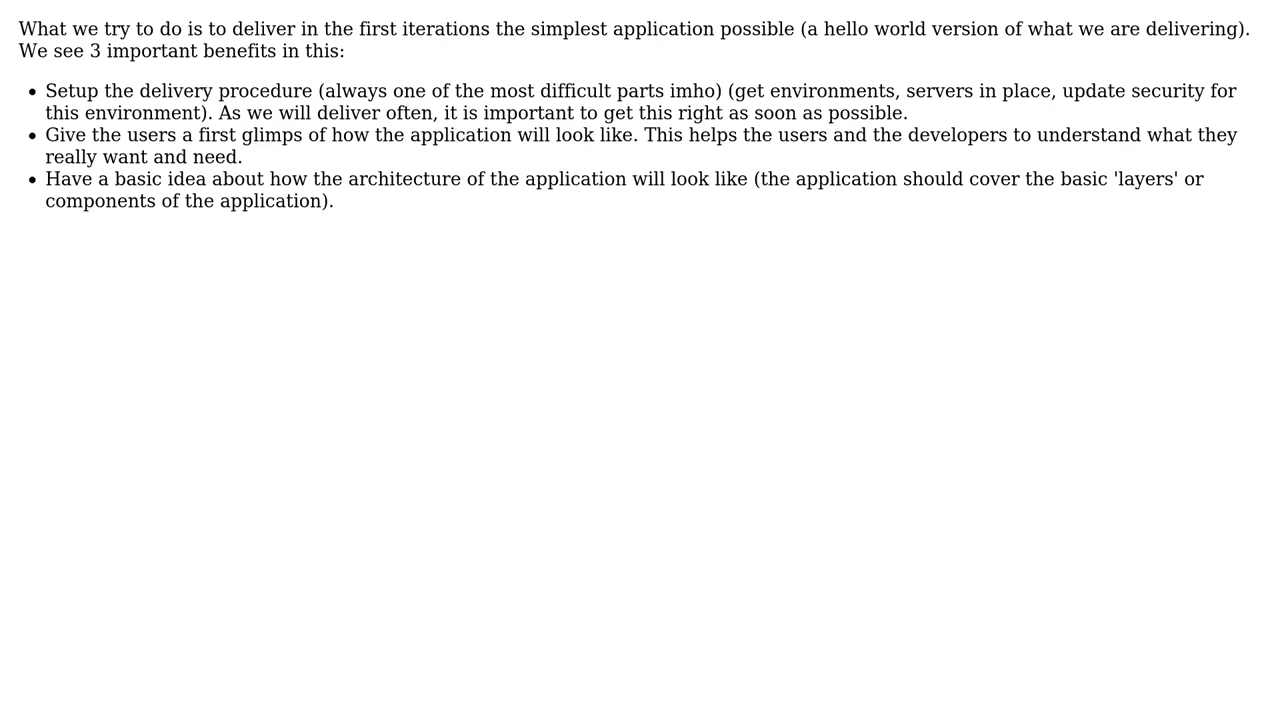 What we try to do is to deliver in the first iterations the simplest application possible (a hello world version of what we are delivering).
We see 3 important benefits in this:
• Setup the delivery procedure (always one of the most difficult parts imho) (get environments, servers in place, update security for
this environment). As we will deliver often, it is important to get this right as soon as possible.
• Give the users a first glimps of how the application will look like. This helps the users and the developers to understand what they
really want and need.
• Have a basic idea about how the architecture of the application will look like (the application should cover the basic 'layers' or
components of the application).